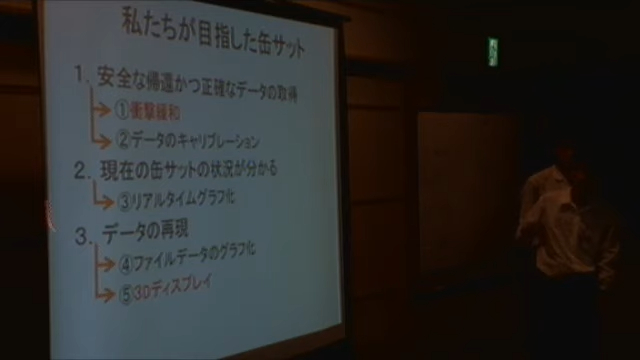 私たちが目指した缶サット
1. 安全な帰還かつ正確なデータの取得
①衝撃緩和
②データのキャリブレーション
2. 現在の缶サットの状況が分かる
③リアルタイムグラフ化
3. データの再現
④ファイルデータのグラフ化
⑤3Dディスプレイ